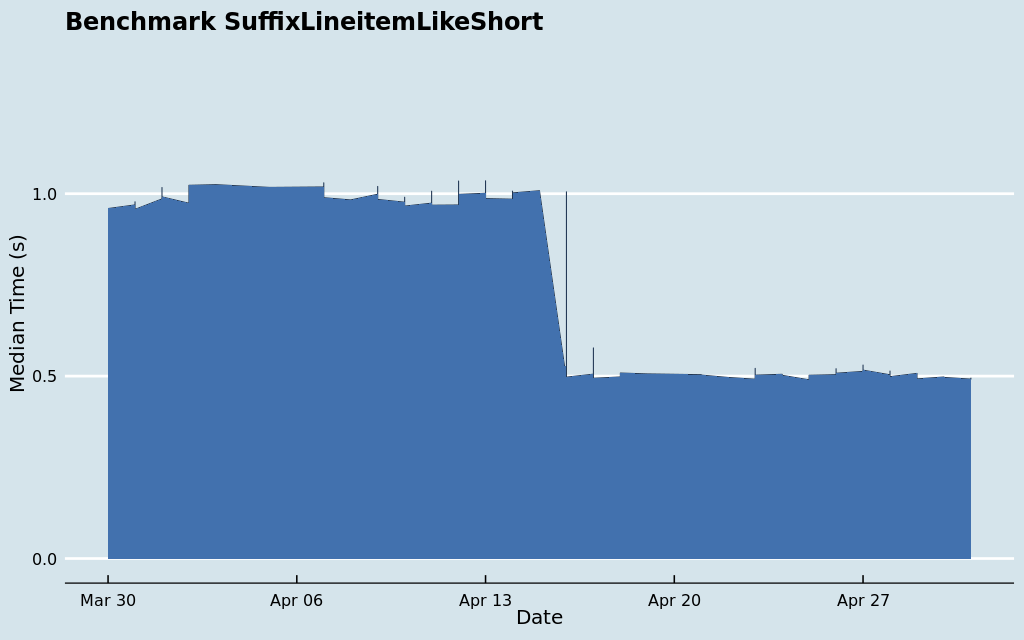 Benchmark SuffixLineitemLikeShort
Median Time (s)
1.0
0.5
0.0
Mar 30 Apr 06 Apr 13 Apr 20 Apr 27
Date